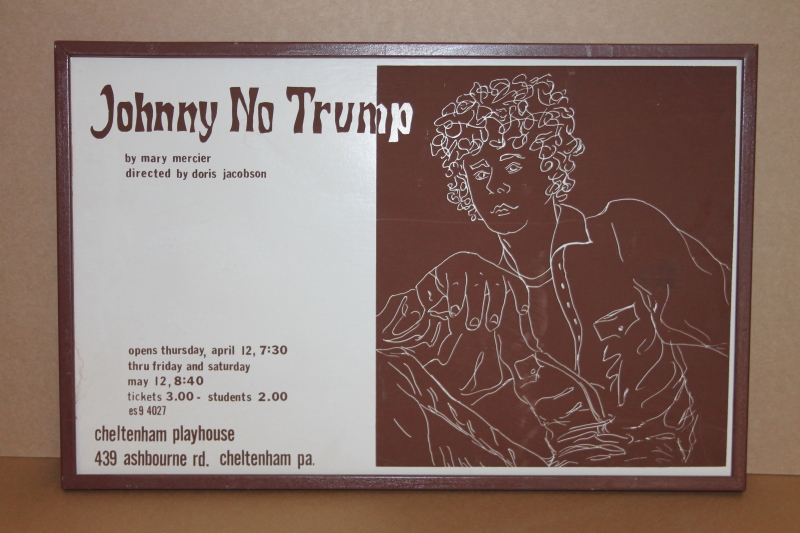 Johnny No Trump
by mary mercier
directed by doris jacobson
opens thursday, april 12, 7:30
thru friday and saturday
may 12, 8:40
tickets 3.00 - students 2.00
es9 4027
cheltenham playhouse
439 ashbourne rd. cheltenham pa.